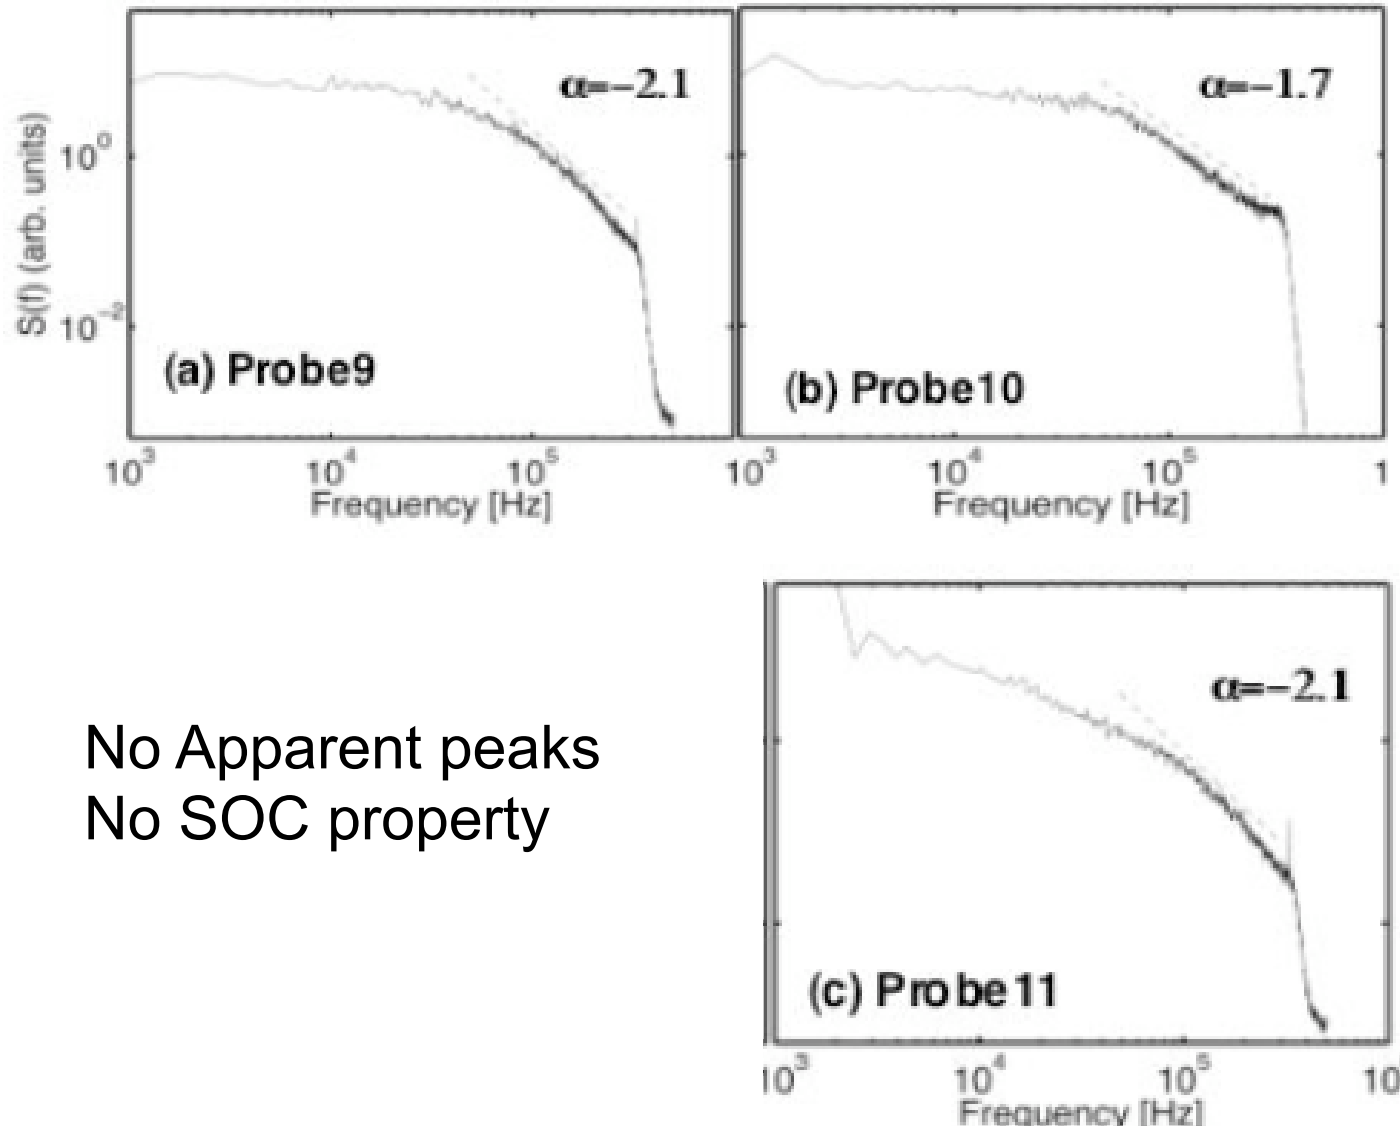 α=−2.1
α=−1.7
S(f) (arb. units)
10^0
10^-2
(a) Probe9
(b) Probe10
10^3 10^4 10^5
10^3 10^4 10^5 1
Frequency [Hz]
Frequency [Hz]
α=−2.1
No Apparent peaks
No SOC property
(c) Probe11
10^3 10^4 10^5 10
Frequency [Hz]